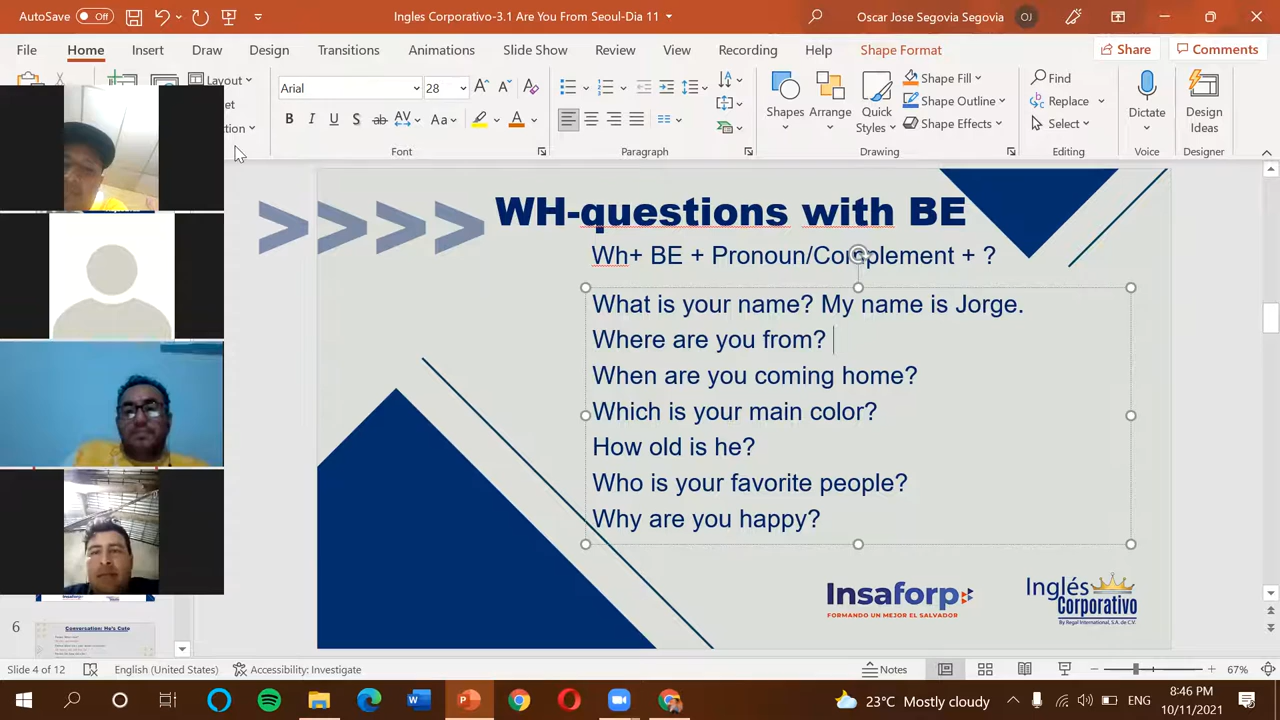 AutoSave Off Ingles Corporativo-3.1 Are You From Seoul-Dia 11 Oscar Jose Segovia Segovia OJ
File Home Insert Draw Design Transitions Animations Slide Show Review View Recording Help Shape Format Share Comments
Layout
Arial 28
Shapes Arrange Quick Styles
Shape Fill
Shape Outline
Shape Effects
Find
Replace
Select
Dictate
Design Ideas
Font Paragraph Drawing Editing Voice Designer
>>>> WH-questions with BE
Wh+ BE + Pronoun/Complement + ?
What is your name? My name is Jorge.
Where are you from?
When are you coming home?
Which is your main color?
How old is he?
Who is your favorite people?
Why are you happy?
Insaforp
FORMANDO UN MEJOR EL SALVADOR
Inglés
Corporativo
By Regal International, S.A. de C.V.
6
Conversation: He's Cute
Slide 4 of 12 English (United States) Accessibility: Investigate Notes 67%
23°C Mostly cloudy ENG 8:46 PM
10/11/2021